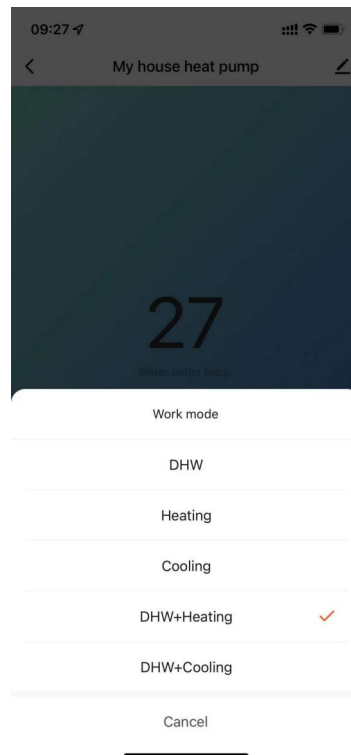 09:27
My house heat pump
27
Water outlet temp.
Work mode
DHW
Heating
Cooling
DHW+Heating
DHW+Cooling
Cancel